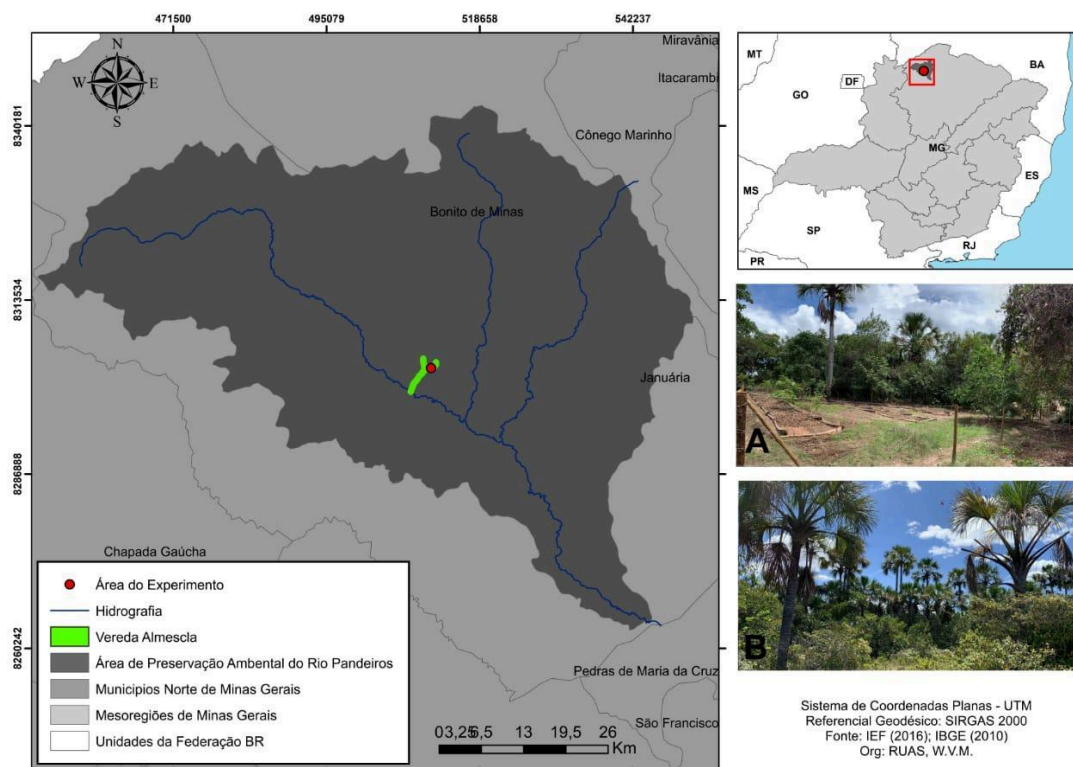 471500 495079 518658 542237
N
W E
S
8340181
8313534
8286888
8260242
Miravânia
Itacarambi
Cônego Marinho
Bonito de Minas
Januária
Chapada Gaúcha
Pedras de Maria da Cruz
São Francisco
Área do Experimento
Hidrografia
Vereda Almescla
Área de Preservação Ambental do Rio Pandeiros
Municipios Norte de Minas Gerais
Mesoregiões de Minas Gerais
Unidades da Federação BR
03,256,5 13 19,5 26
Km
MT
BA
DF
GO
MG
ES
MS
SP
RJ
PR
A
B
Sistema de Coordenadas Planas - UTM
Referencial Geodésico: SIRGAS 2000
Fonte: IEF (2016); IBGE (2010)
Org: RUAS, W.V.M.